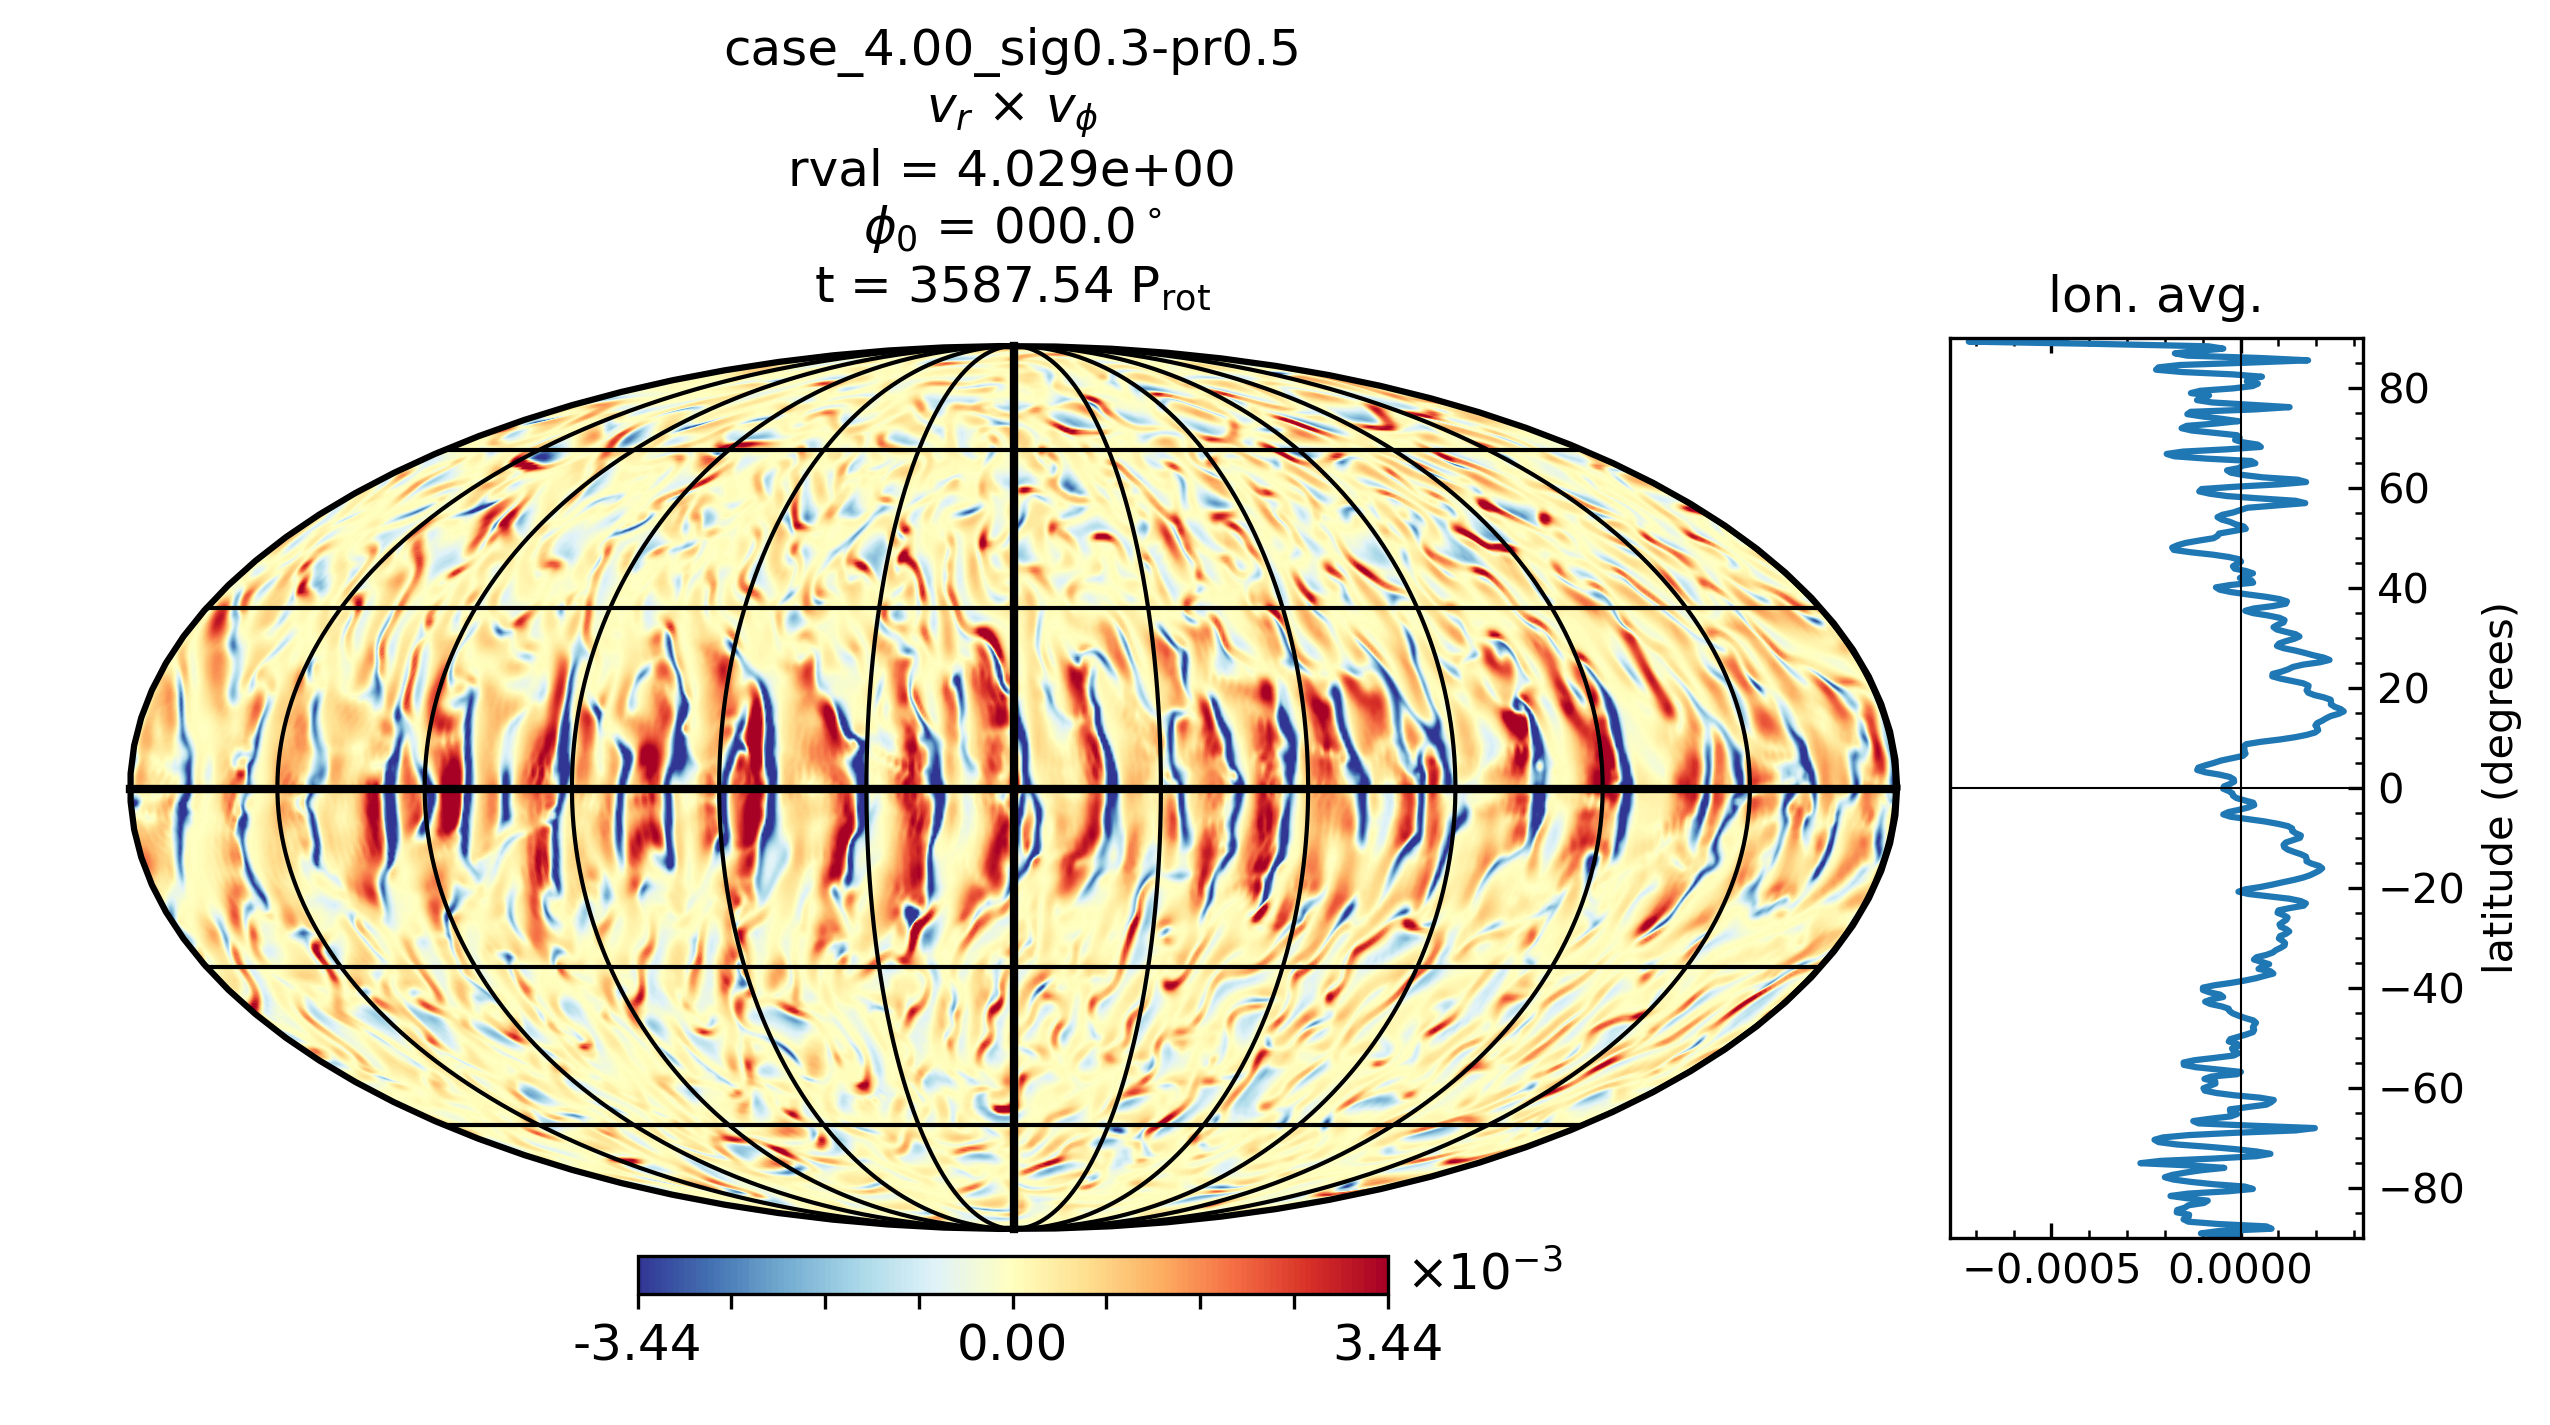 case_4.00_sig0.3-pr0.5
v_r × v_ϕ
rval = 4.029e+00
ϕ_0 = 000.0°
t = 3587.54 P_rot
lon. avg.
80
60
40
20
0
−20
−40
−60
−80
latitude (degrees)
−0.0005 0.0000
×10^−3
-3.44 0.00 3.44